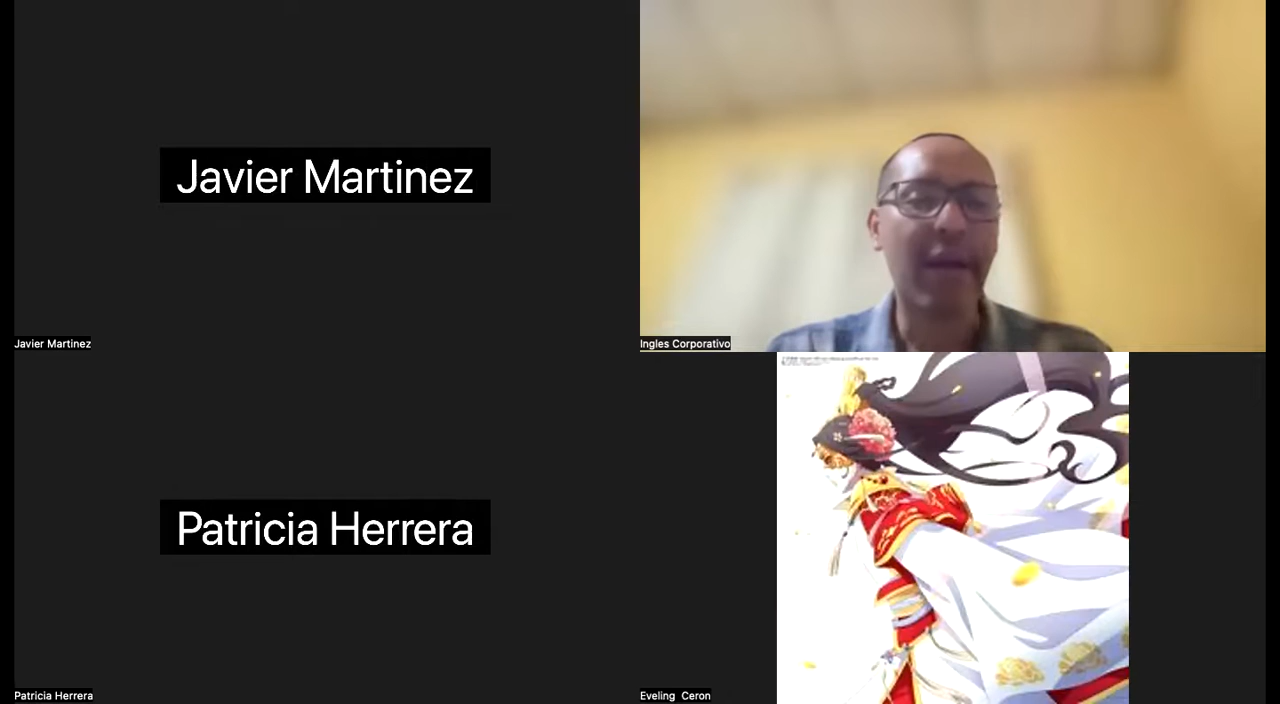 Javier Martinez
Javier Martinez
Ingles Corporativo
Patricia Herrera
Patricia Herrera
Eveling Ceron